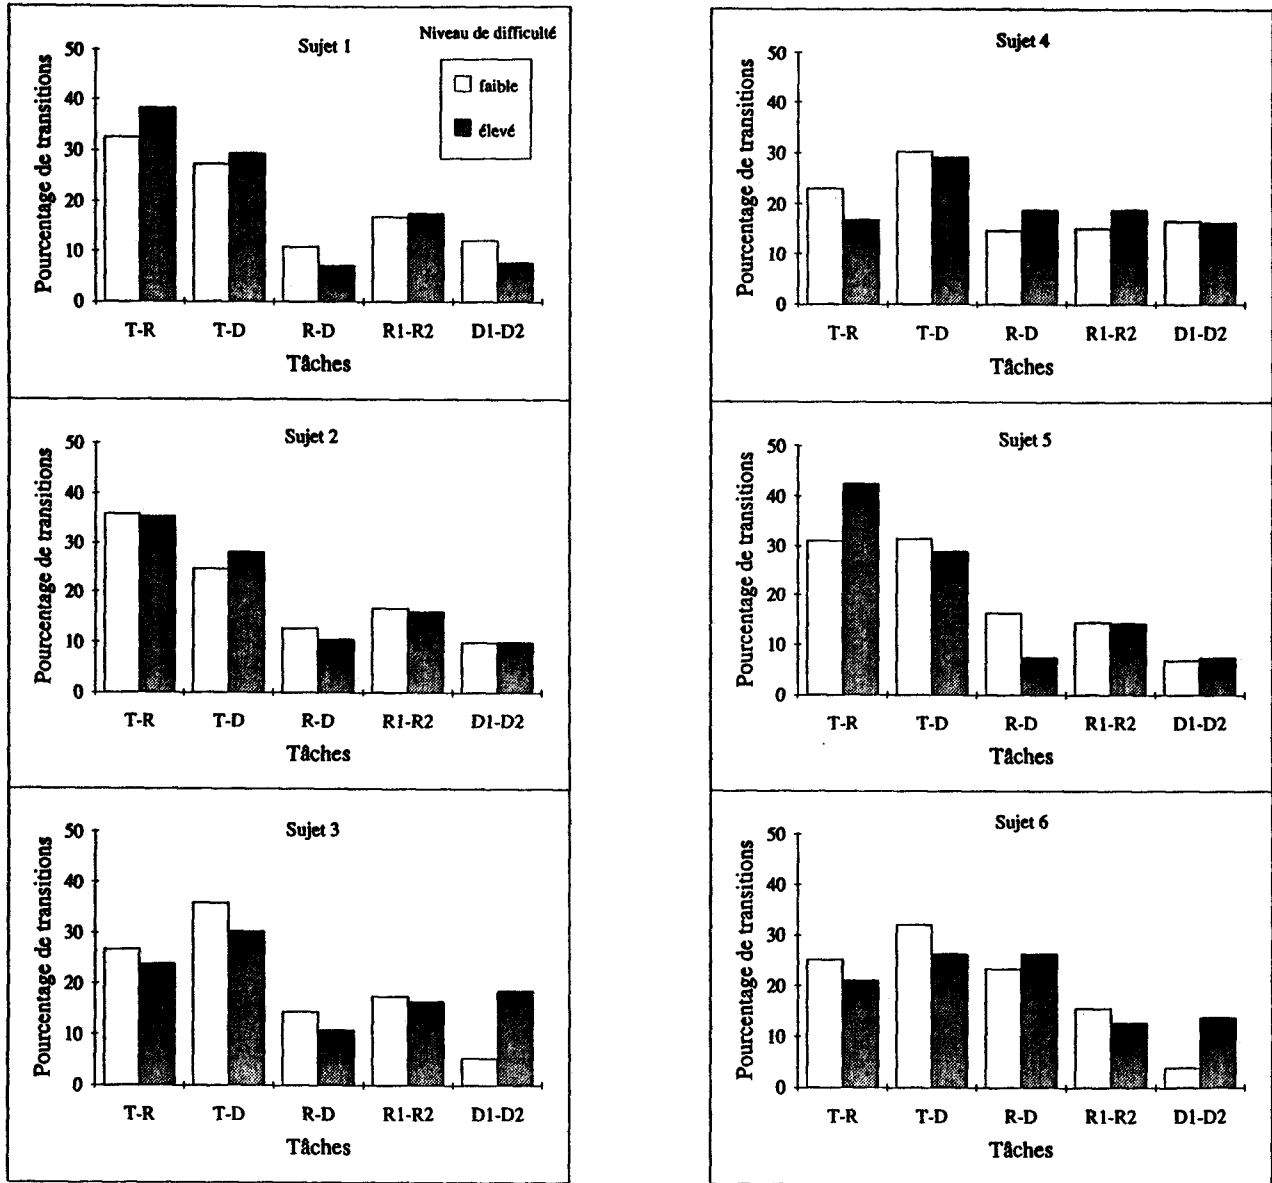 Sujet 1
Niveau de difficulté
faible
élevé
Pourcentage de transitions
50
40
30
20
10
0
T-R T-D R-D R1-R2 D1-D2
Tâches
Sujet 2
Pourcentage de transitions
50
40
30
20
10
0
T-R T-D R-D R1-R2 D1-D2
Tâches
Sujet 3
Pourcentage de transitions
50
40
30
20
10
0
T-R T-D R-D R1-R2 D1-D2
Tâches
Sujet 4
Pourcentage de transitions
50
40
30
20
10
0
T-R T-D R-D R1-R2 D1-D2
Tâches
Sujet 5
Pourcentage de transitions
50
40
30
20
10
0
T-R T-D R-D R1-R2 D1-D2
Tâches
Sujet 6
Pourcentage de transitions
50
40
30
20
10
0
T-R T-D R-D R1-R2 D1-D2
Tâches